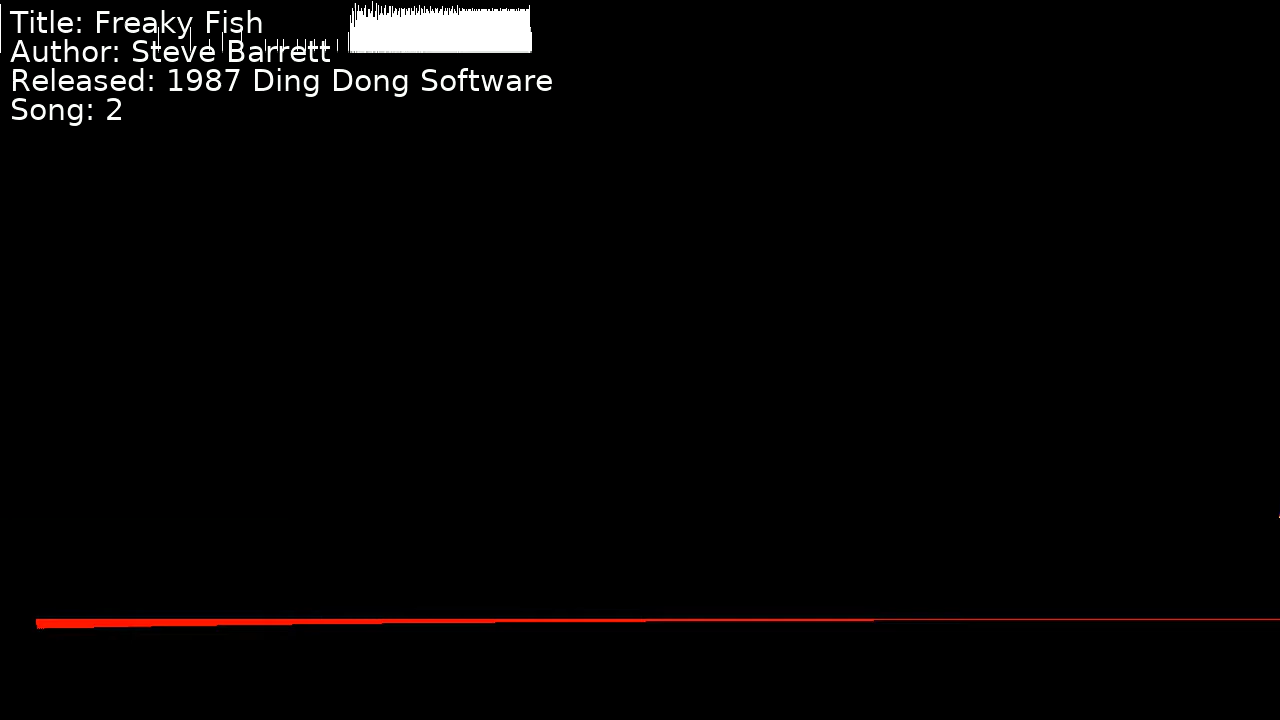 Title: Freaky Fish
Author: Steve Barrett
Released: 1987 Ding Dong Software
Song: 2